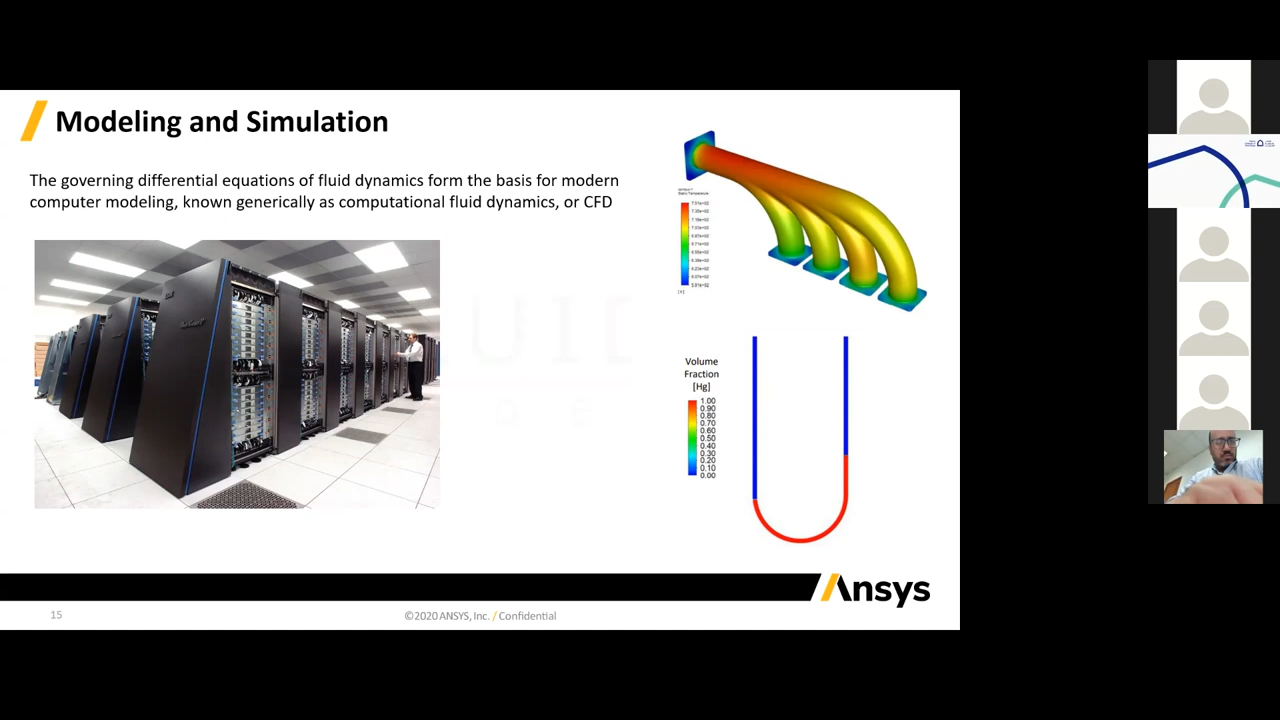 Modeling and Simulation
The governing differential equations of fluid dynamics form the basis for modern
computer modeling, known generically as computational fluid dynamics, or CFD
Static Temperature
Volume
Fraction
[Hg]
1.00
0.90
0.80
0.70
0.60
0.50
0.40
0.30
0.20
0.10
0.00
Ansys
15
©2020 ANSYS, Inc. / Confidential